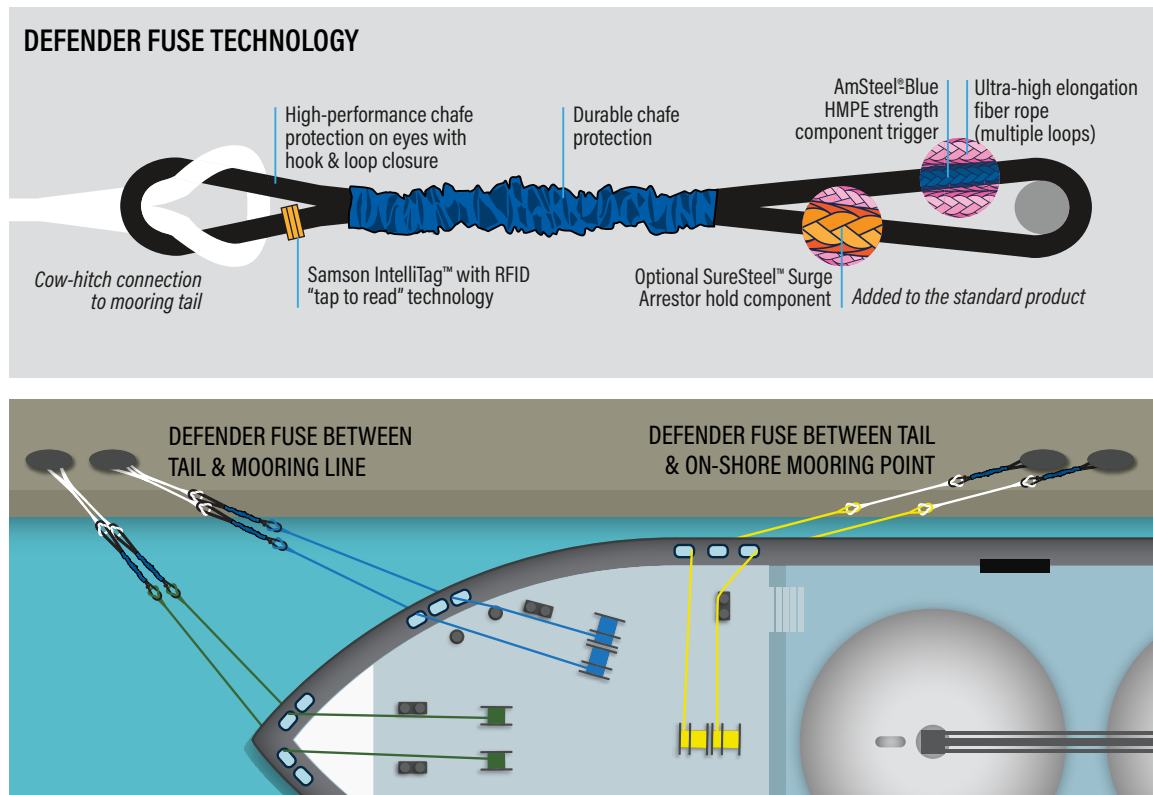 DEFENDER FUSE TECHNOLOGY
High-performance chafe
protection on eyes with
hook & loop closure
Durable chafe
protection
AmSteel®-Blue
HMPE strength
component trigger
Ultra-high elongation
fiber rope
(multiple loops)
Cow-hitch connection
to mooring tail
Samson IntelliTag™ with RFID
“tap to read” technology
Optional SureSteel™ Surge
Arrestor hold component
Added to the standard product
DEFENDER FUSE BETWEEN
TAIL & MOORING LINE
DEFENDER FUSE BETWEEN TAIL
& ON-SHORE MOORING POINT